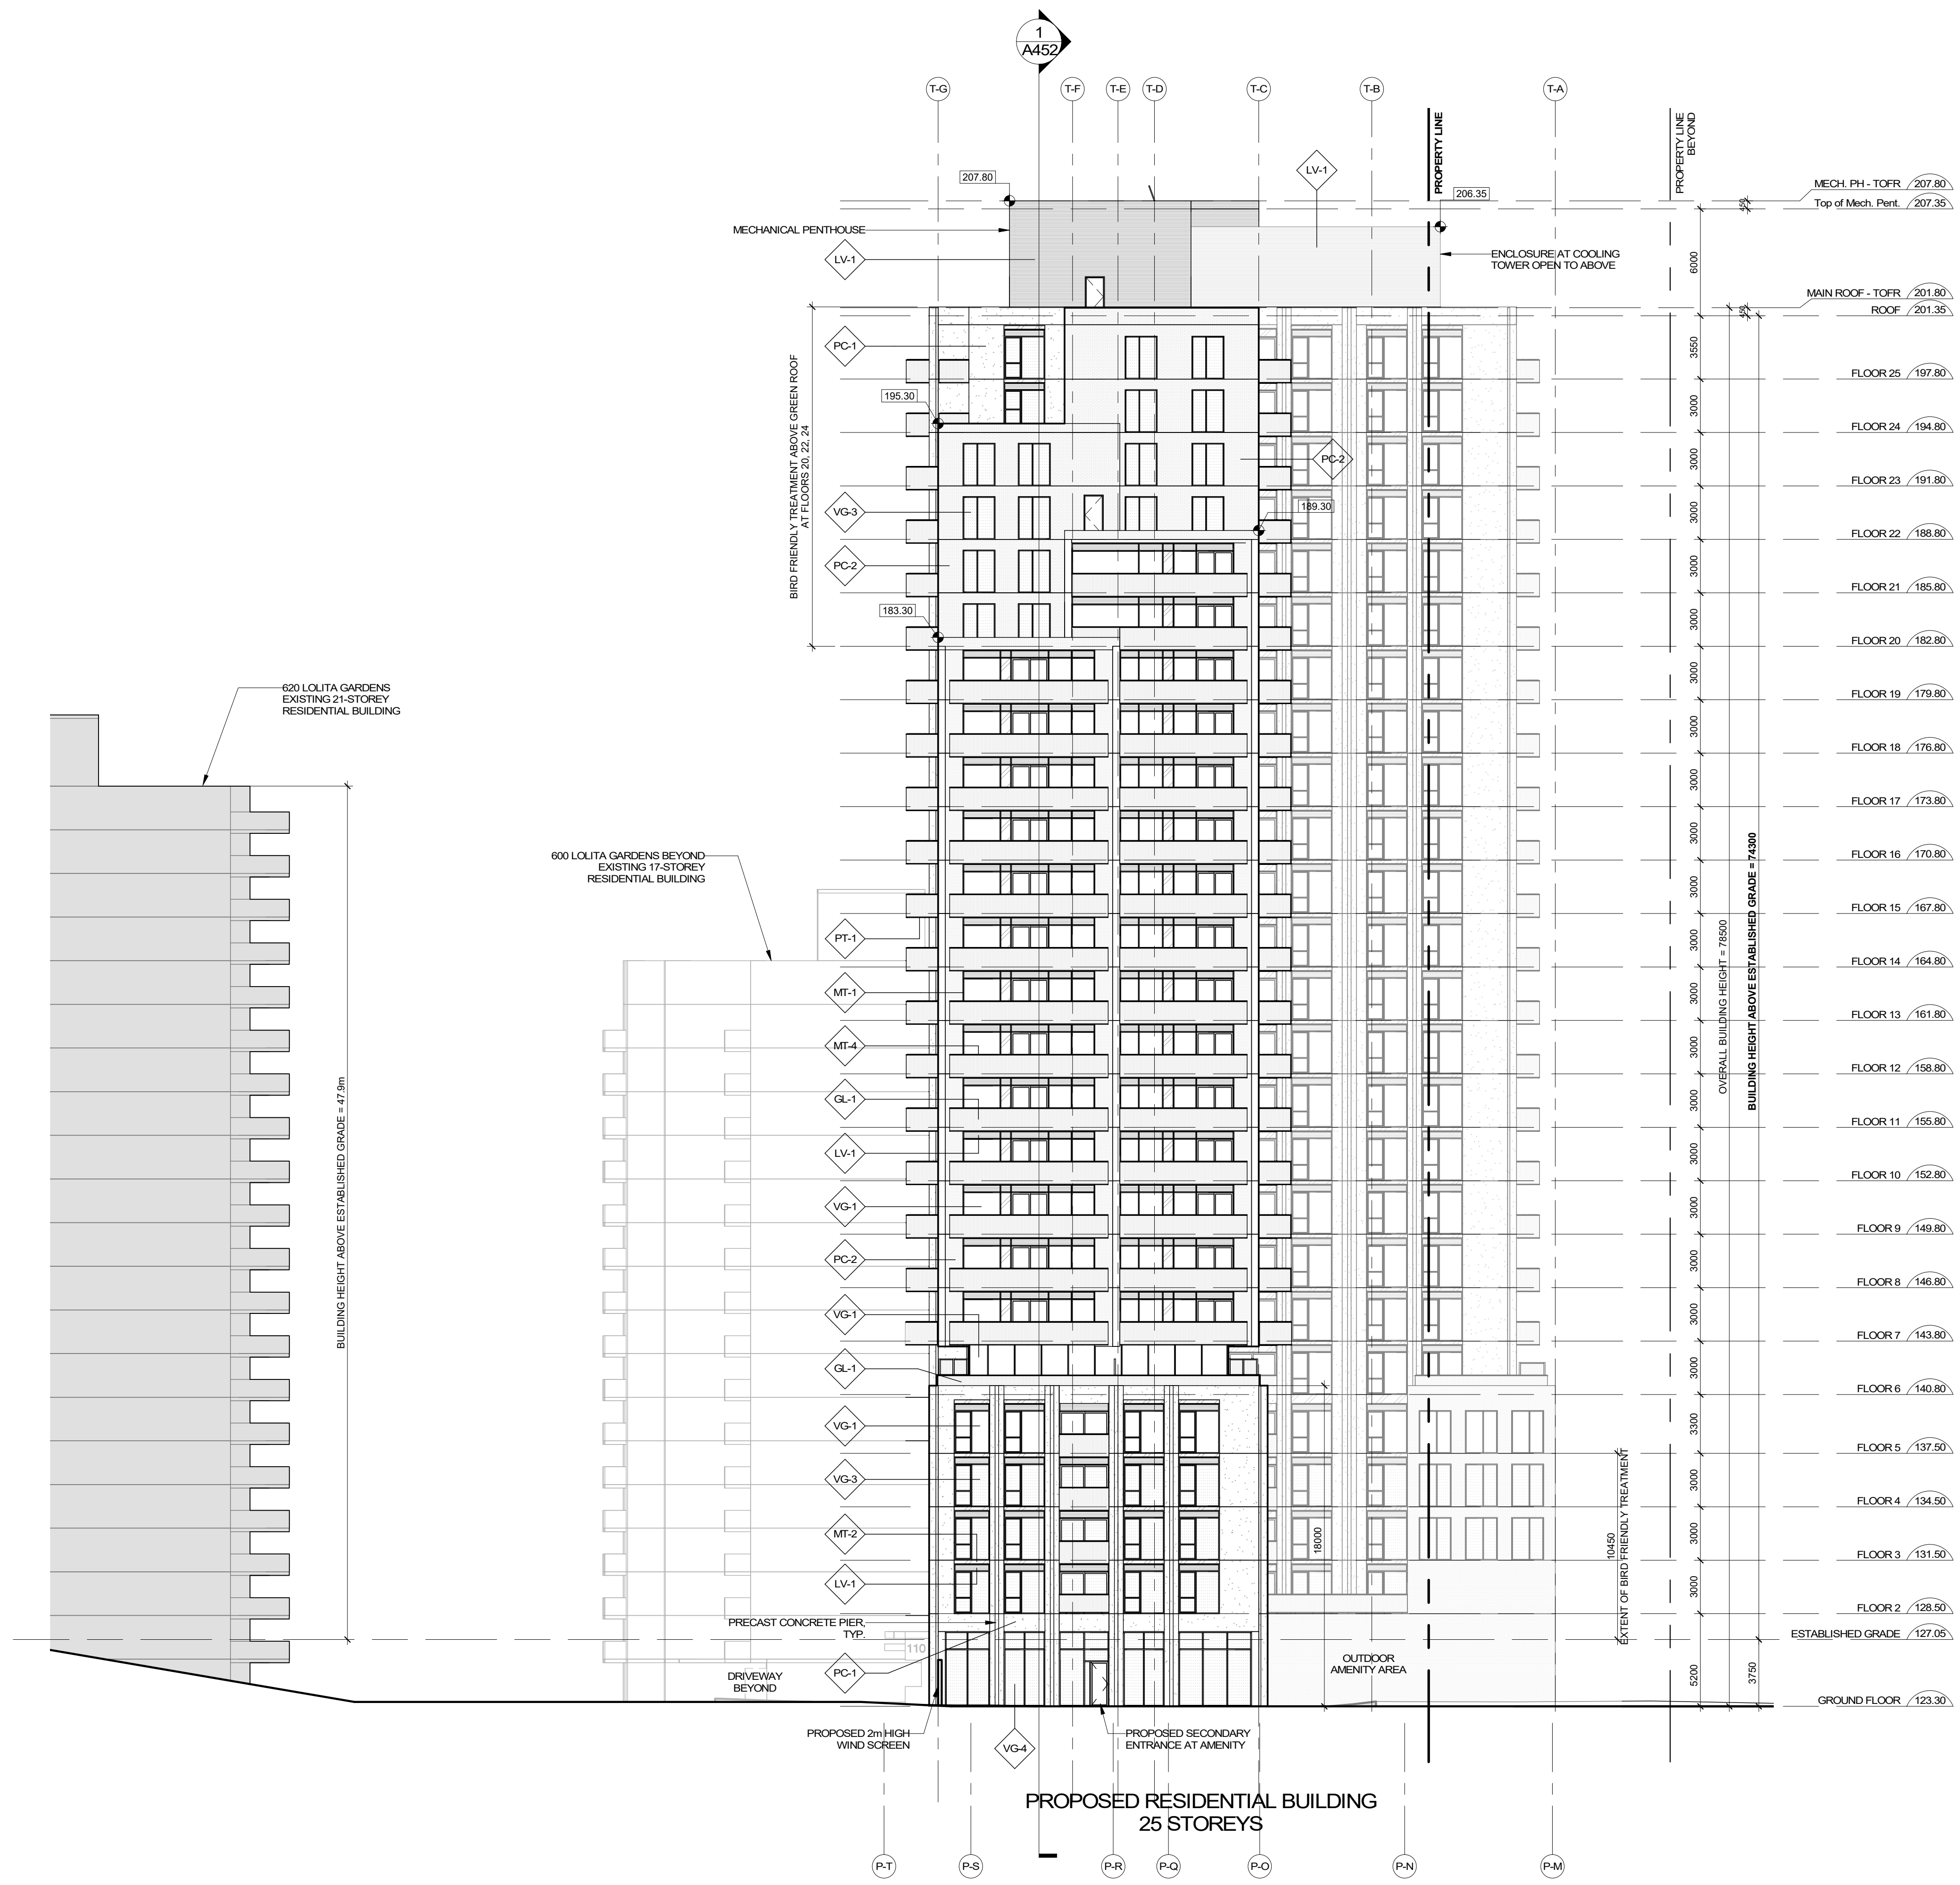 1
A452
T-G
T-F
T-E
T-D
T-C
T-B
T-A
PROPERTY LINE
PROPERTY LINE
BEYOND
LV-1
207.80
206.35
MECH. PH - TOFR 207.80
Top of Mech. Pent. 207.35
450
MECHANICAL PENTHOUSE
LV-1
ENCLOSURE AT COOLING
TOWER OPEN TO ABOVE
6000
MAIN ROOF - TOFR 201.80
ROOF 201.35
450
PC-1
3550
BIRD FRIENDLY TREATMENT ABOVE GREEN ROOF
AT FLOORS 20, 22, 24
FLOOR 25 197.80
195.30
3000
FLOOR 24 194.80
PC-2
3000
FLOOR 23 191.80
VG-3
189.30
3000
FLOOR 22 188.80
PC-2
3000
FLOOR 21 185.80
183.30
3000
FLOOR 20 182.80
620 LOLITA GARDENS
EXISTING 21-STOREY
RESIDENTIAL BUILDING
3000
FLOOR 19 179.80
3000
FLOOR 18 176.80
3000
FLOOR 17 173.80
3000
600 LOLITA GARDENS BEYOND
EXISTING 17-STOREY
RESIDENTIAL BUILDING
FLOOR 16 170.80
3000
FLOOR 15 167.80
OVERALL BUILDING HEIGHT = 78500
BUILDING HEIGHT ABOVE ESTABLISHED GRADE = 74300
PT-1
3000
FLOOR 14 164.80
MT-1
3000
FLOOR 13 161.80
MT-4
3000
FLOOR 12 158.80
GL-1
3000
FLOOR 11 155.80
LV-1
3000
FLOOR 10 152.80
BUILDING HEIGHT ABOVE ESTABLISHED GRADE = 47.9m
VG-1
3000
FLOOR 9 149.80
PC-2
3000
FLOOR 8 146.80
VG-1
3000
FLOOR 7 143.80
GL-1
3000
FLOOR 6 140.80
VG-1
3300
FLOOR 5 137.50
VG-3
3000
FLOOR 4 134.50
MT-2
18000
10450
EXTENT OF BIRD FRIENDLY TREATMENT
3000
FLOOR 3 131.50
LV-1
3000
FLOOR 2 128.50
PRECAST CONCRETE PIER,
TYP.
ESTABLISHED GRADE 127.05
110
PC-1
DRIVEWAY
BEYOND
OUTDOOR
AMENITY AREA
5200
3750
GROUND FLOOR 123.30
PROPOSED 2m HIGH
WIND SCREEN
VG-4
PROPOSED SECONDARY
ENTRANCE AT AMENITY
PROPOSED RESIDENTIAL BUILDING
25 STOREYS
P-T
P-S
P-R
P-Q
P-O
P-N
P-M